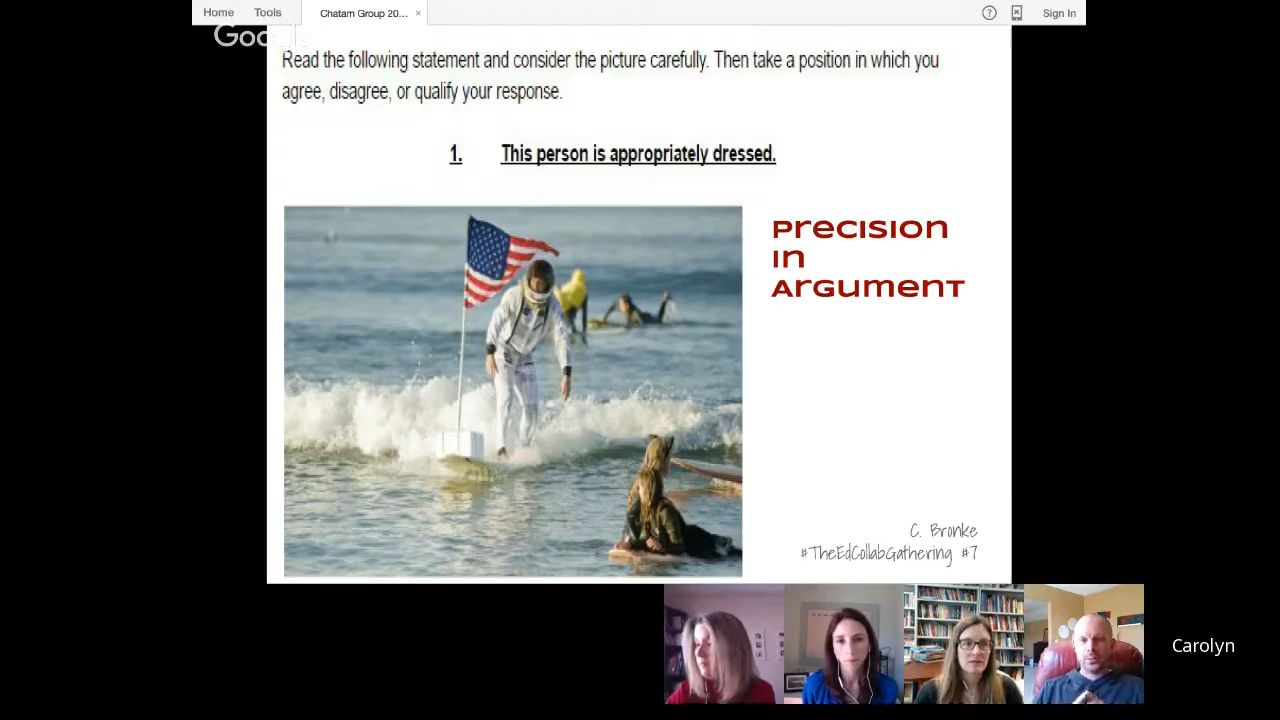 Home Tools Chatam Group 20... × ? Sign In
Google
Read the following statement and consider the picture carefully. Then take a position in which you
agree, disagree, or qualify your response.
1. This person is appropriately dressed.
Precision
in
Argument
C. Bronke
#TheEdCollabGathering #7
Carolyn